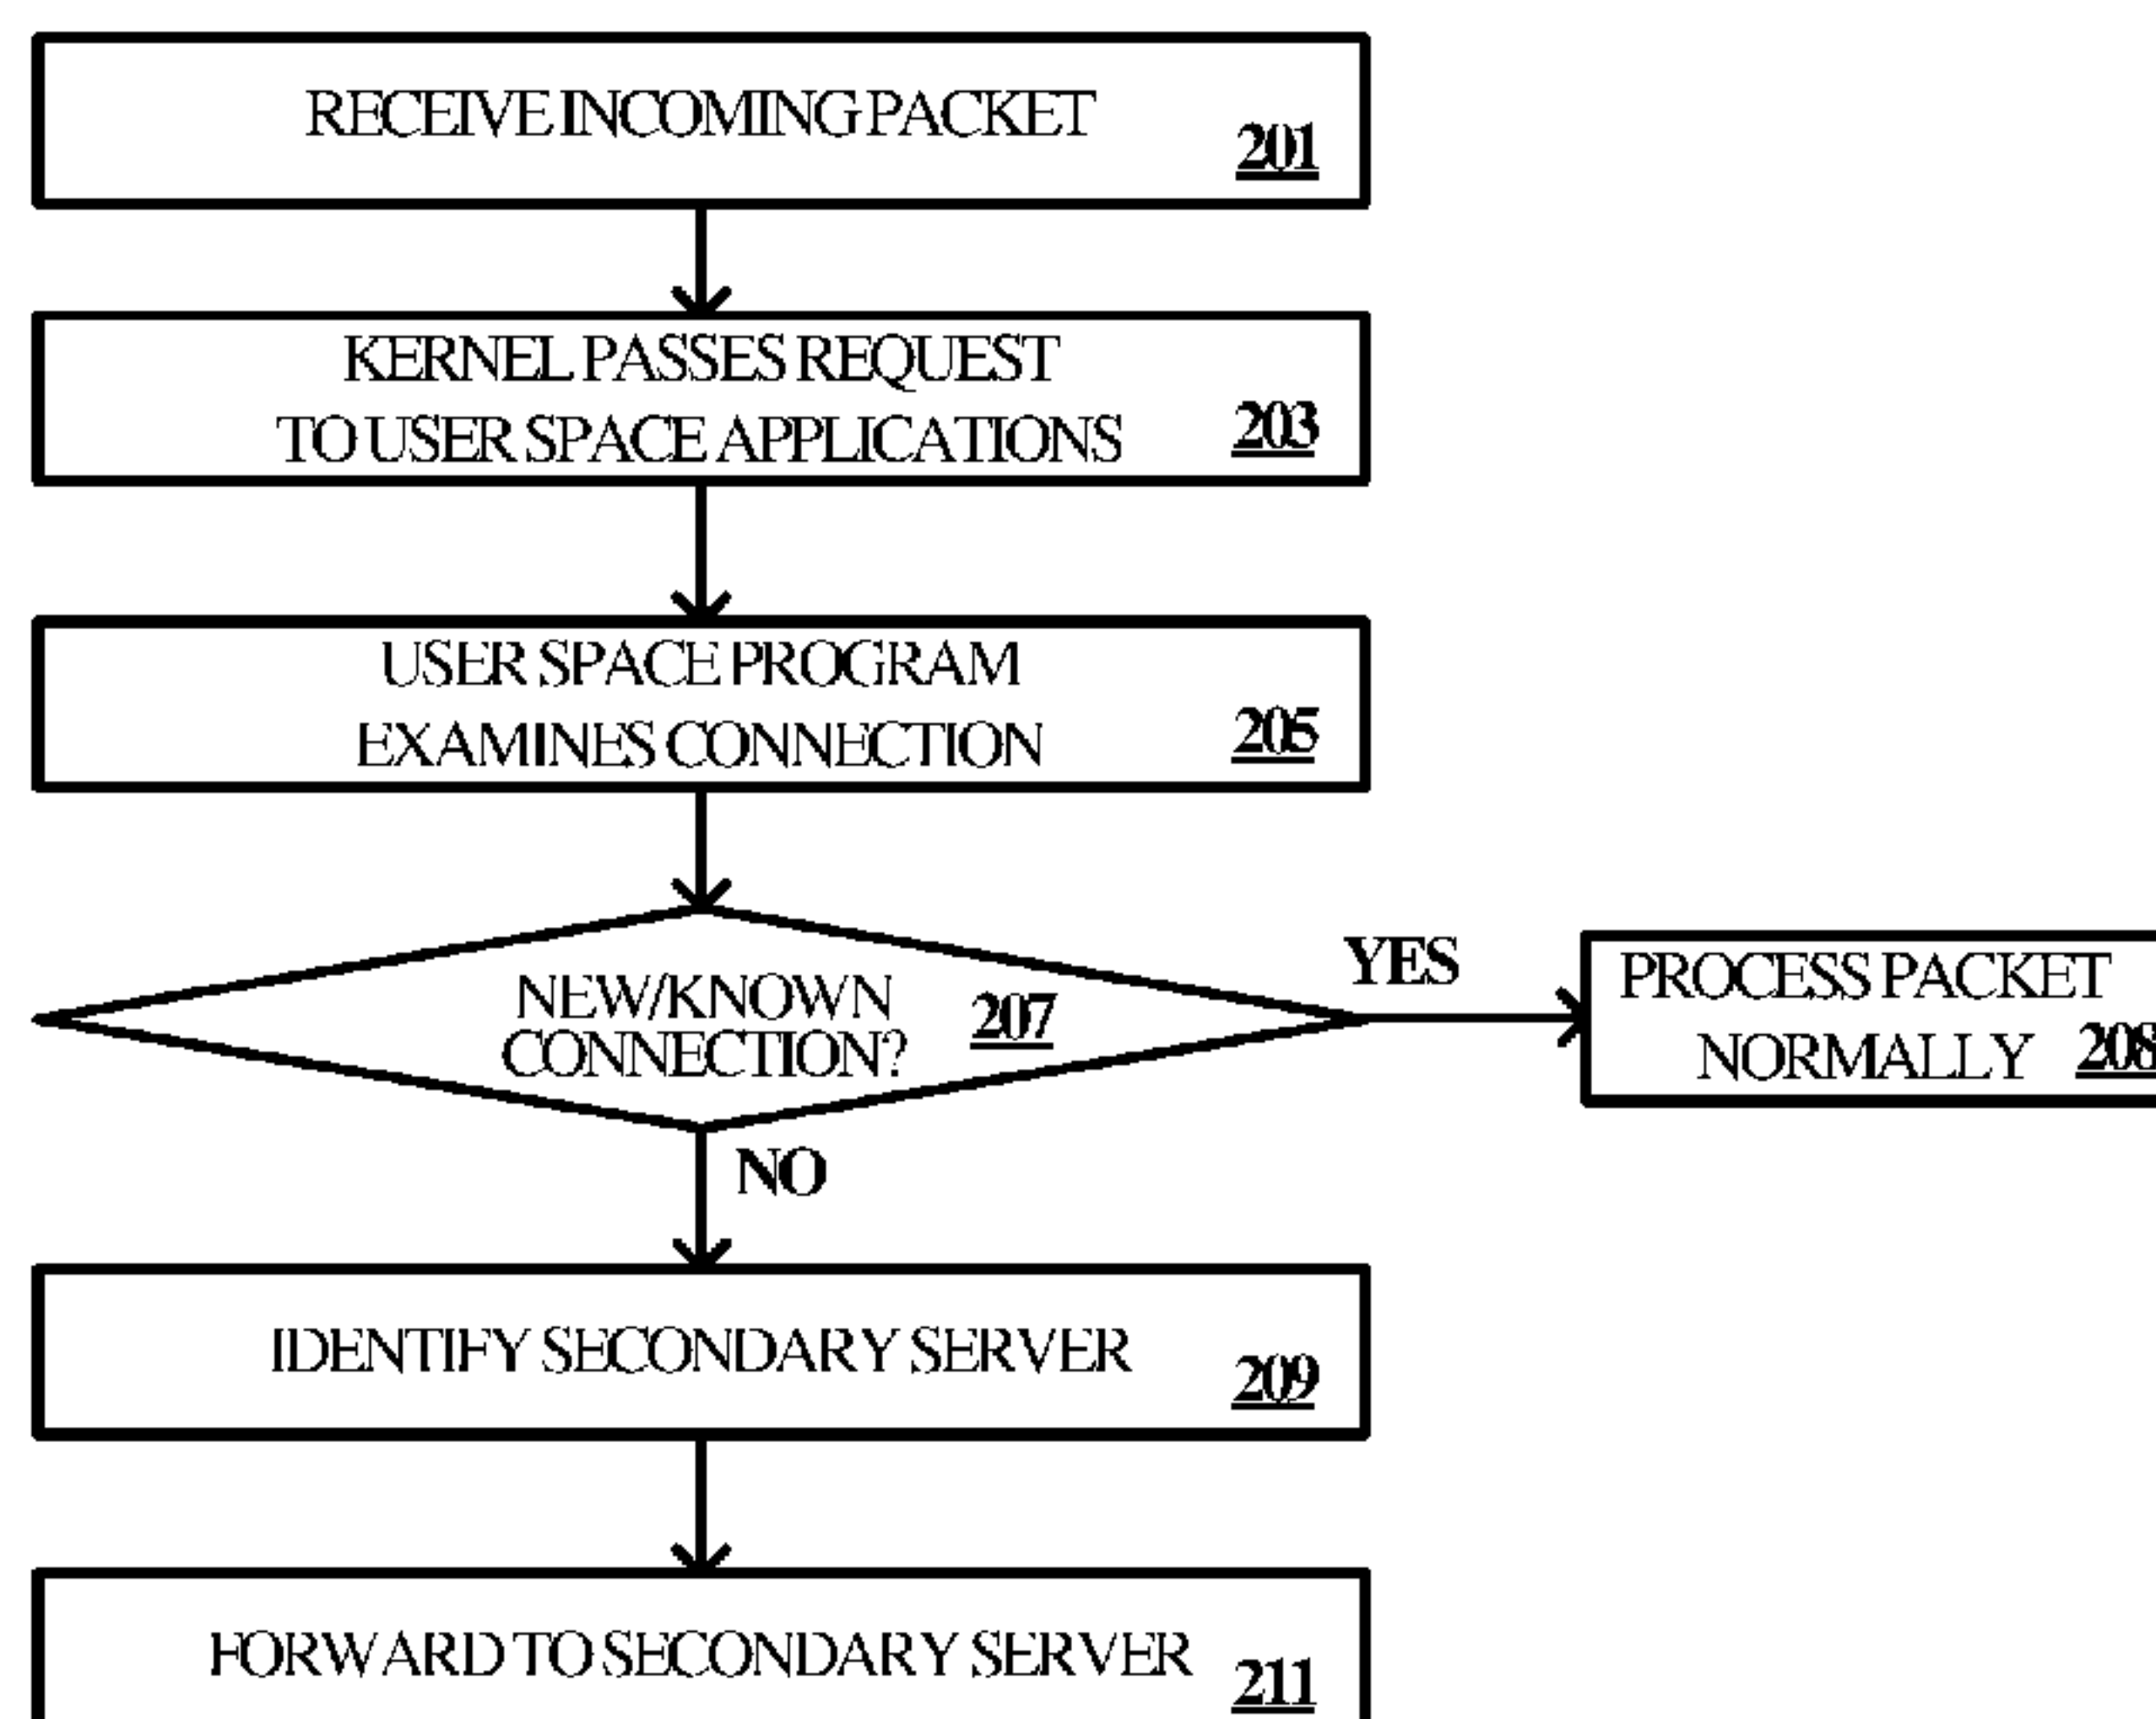 RECEIVE INCOMING PACKET
201
KERNEL PASSES REQUEST
TO USER SPACE APPLICATIONS
203
USER SPACE PROGRAM
EXAMINES CONNECTION
205
NEW/KNOWN
CONNECTION?
207
YES
PROCESS PACKET
NORMALLY
208
NO
IDENTIFY SECONDARY SERVER
209
FORWARD TO SECONDARY SERVER
211